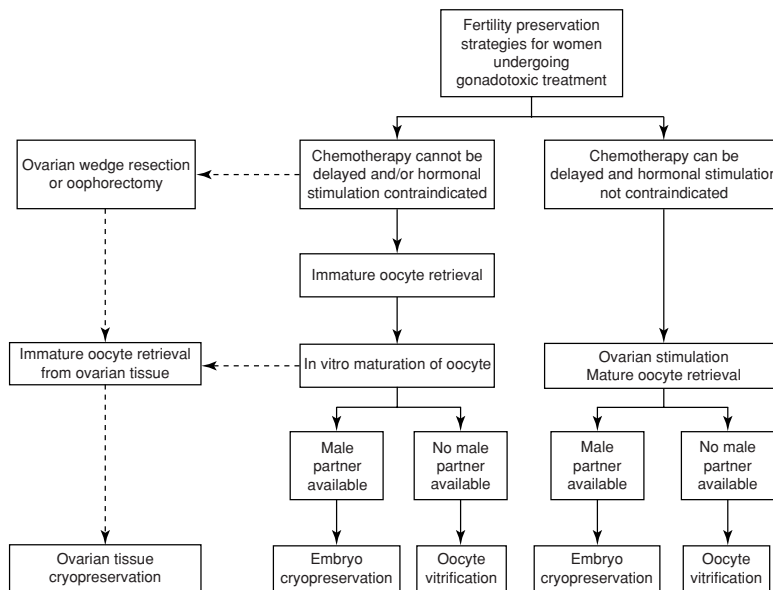 Fertility preservation
strategies for women
undergoing
gonadotoxic treatment
Ovarian wedge resection
or oophorectomy
Chemotherapy cannot be
delayed and/or hormonal
stimulation contraindicated
Chemotherapy can be
delayed and hormonal stimulation
not contraindicated
Immature oocyte retrieval
Immature oocyte retrieval
from ovarian tissue
In vitro maturation of oocyte
Ovarian stimulation
Mature oocyte retrieval
Male
partner
available
No male
partner
available
Male
partner
available
No male
partner
available
Ovarian tissue
cryopreservation
Embryo
cryopreservation
Oocyte
vitrification
Embryo
cryopreservation
Oocyte
vitrification